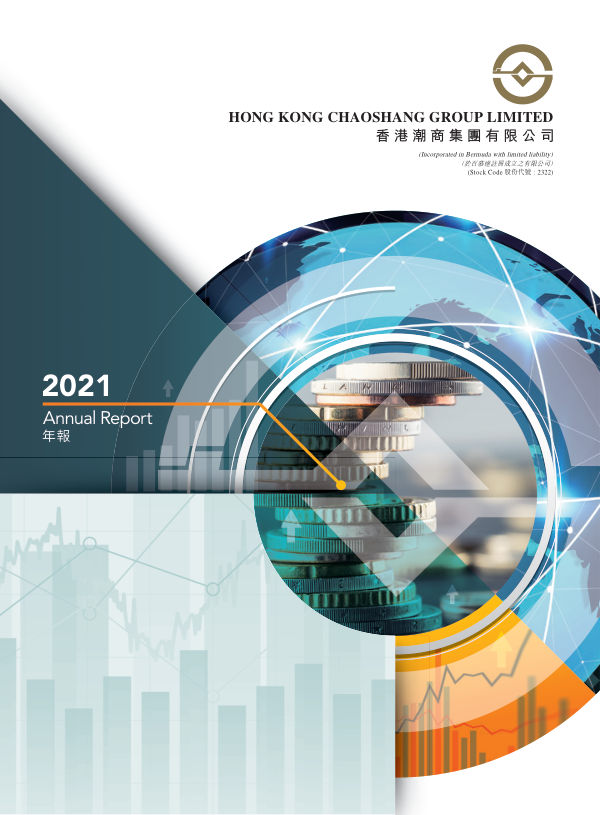 HONG KONG CHAOSHANG GROUP LIMITED
香港潮商集團有限公司
(Incorporated in Bermuda with limited liability)
(於百慕達註冊成立之有限公司)
(Stock Code 股份代號 : 2322)
2021
Annual Report
年報